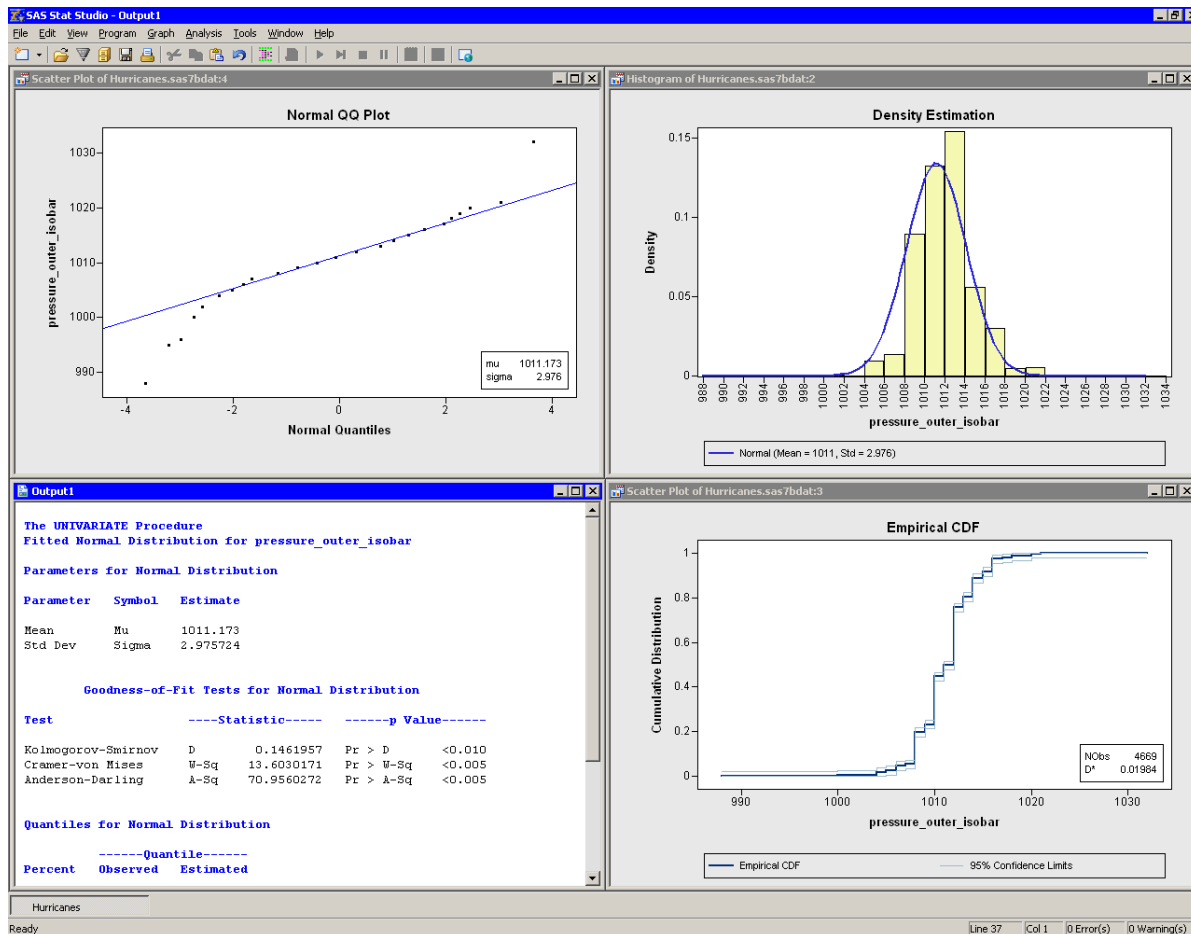 SAS Stat Studio - Output1
File Edit View Program Graph Analysis Tools Window Help
Scatter Plot of Hurricanes.sas7bdat:4
Normal QQ Plot
pressure_outer_isobar
1030
1020
1010
1000
990
mu 1011.173
sigma 2.976
-4 -2 0 2 4
Normal Quantiles
Histogram of Hurricanes.sas7bdat:2
Density Estimation
Density
0.15
0.1
0.05
0
988 990 992 994 996 998 1000 1002 1004 1006 1008 1010 1012 1014 1016 1018 1020 1022 1024 1026 1028 1030 1032 1034
pressure_outer_isobar
Normal (Mean = 1011, Std = 2.976)
Output1
The UNIVARIATE Procedure
Fitted Normal Distribution for pressure_outer_isobar
Parameters for Normal Distribution
Parameter Symbol Estimate
Mean Mu 1011.173
Std Dev Sigma 2.975724
Goodness-of-Fit Tests for Normal Distribution
Test ----Statistic----- ------p Value------
Kolmogorov-Smirnov D 0.1461957 Pr > D <0.010
Cramer-von Mises W-Sq 13.6030171 Pr > W-Sq <0.005
Anderson-Darling A-Sq 70.9560272 Pr > A-Sq <0.005
Quantiles for Normal Distribution
------Quantile------
Percent Observed Estimated
Scatter Plot of Hurricanes.sas7bdat:3
Empirical CDF
Cumulative Distribution
1
0.8
0.6
0.4
0.2
0
NObs 4669
D* 0.01984
990 1000 1010 1020 1030
pressure_outer_isobar
Empirical CDF 95% Confidence Limits
Hurricanes
Ready Line 37 Col 1 0 Error(s) 0 Warning(s)